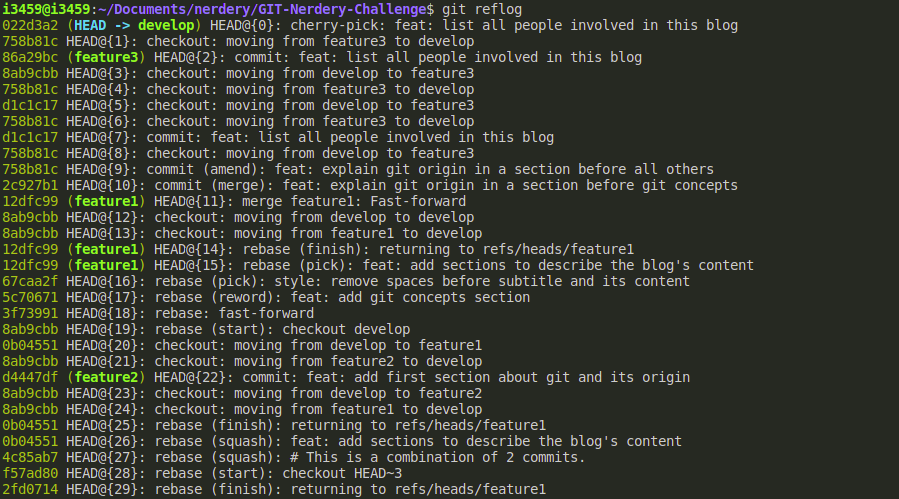 i3459@i3459:~/Documents/nerdery/GIT-Nerdery-Challenge$ git reflog
022d3a2 (HEAD -> develop) HEAD@{0}: cherry-pick: feat: list all people involved in this blog
758b81c HEAD@{1}: checkout: moving from feature3 to develop
86a29bc (feature3) HEAD@{2}: commit: feat: list all people involved in this blog
8ab9cbb HEAD@{3}: checkout: moving from develop to feature3
758b81c HEAD@{4}: checkout: moving from feature3 to develop
d1c1c17 HEAD@{5}: checkout: moving from develop to feature3
758b81c HEAD@{6}: checkout: moving from feature3 to develop
d1c1c17 HEAD@{7}: commit: feat: list all people involved in this blog
758b81c HEAD@{8}: checkout: moving from develop to feature3
758b81c HEAD@{9}: commit (amend): feat: explain git origin in a section before all others
2c927b1 HEAD@{10}: commit (merge): feat: explain git origin in a section before git concepts
12dfc99 (feature1) HEAD@{11}: merge feature1: Fast-forward
8ab9cbb HEAD@{12}: checkout: moving from develop to develop
8ab9cbb HEAD@{13}: checkout: moving from feature1 to develop
12dfc99 (feature1) HEAD@{14}: rebase (finish): returning to refs/heads/feature1
12dfc99 (feature1) HEAD@{15}: rebase (pick): feat: add sections to describe the blog's content
67caa2f HEAD@{16}: rebase (pick): style: remove spaces before subtitle and its content
5c70671 HEAD@{17}: rebase (reword): feat: add git concepts section
3f73991 HEAD@{18}: rebase: fast-forward
8ab9cbb HEAD@{19}: rebase (start): checkout develop
0b04551 HEAD@{20}: checkout: moving from develop to feature1
8ab9cbb HEAD@{21}: checkout: moving from feature2 to develop
d4447df (feature2) HEAD@{22}: commit: feat: add first section about git and its origin
8ab9cbb HEAD@{23}: checkout: moving from develop to feature2
8ab9cbb HEAD@{24}: checkout: moving from feature1 to develop
0b04551 HEAD@{25}: rebase (finish): returning to refs/heads/feature1
0b04551 HEAD@{26}: rebase (squash): feat: add sections to describe the blog's content
4c85ab7 HEAD@{27}: rebase (squash): # This is a combination of 2 commits.
f57ad80 HEAD@{28}: rebase (start): checkout HEAD~3
2fd0714 HEAD@{29}: rebase (finish): returning to refs/heads/feature1